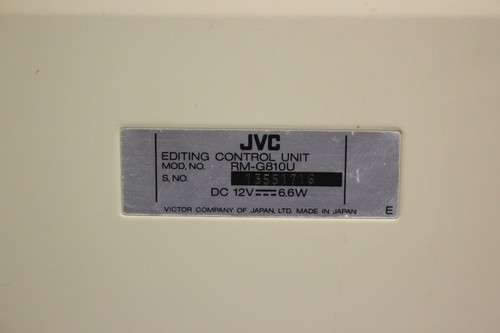 JVC
EDITING CONTROL UNIT
MOD. NO. RM-G810U
S. NO. 13551716
DC 12V⎓6.6W
VICTOR COMPANY OF JAPAN, LTD. MADE IN JAPAN
E